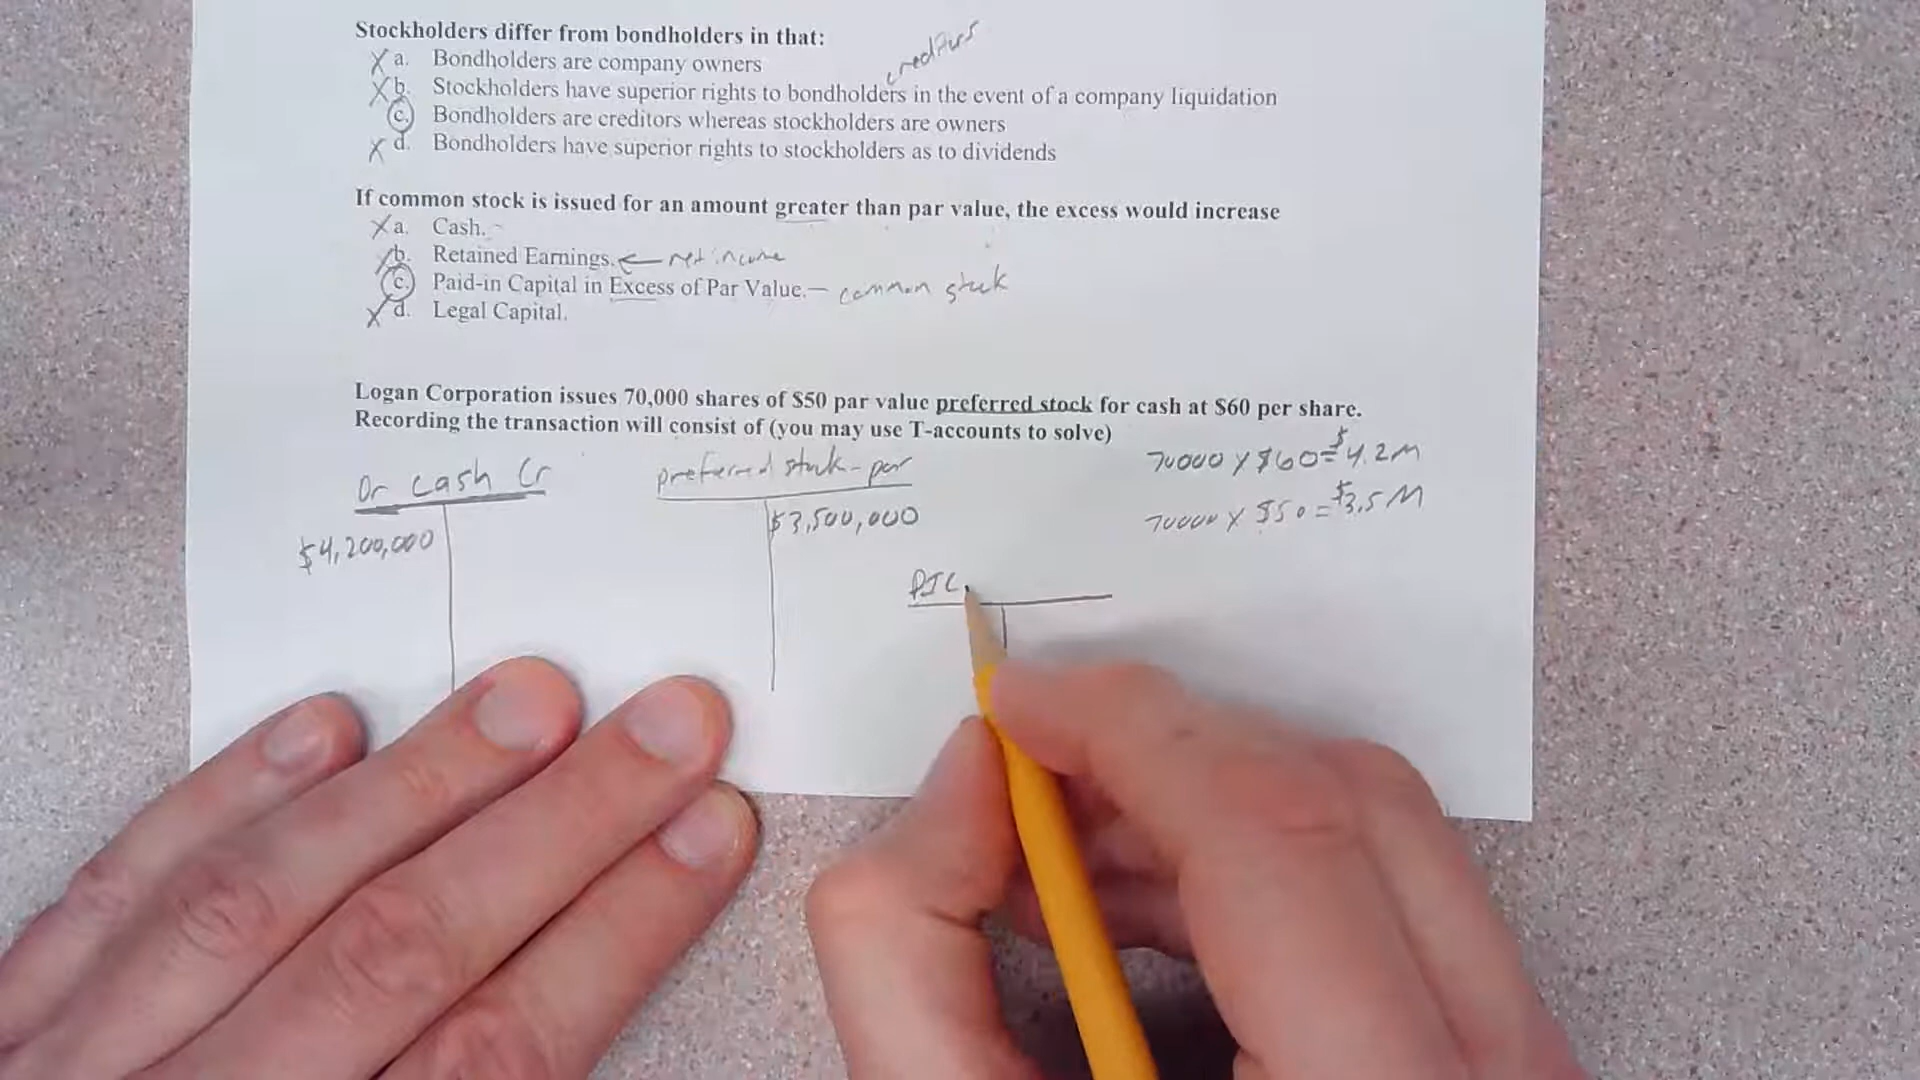 Stockholders differ from bondholders in that:
creditors
X a. Bondholders are company owners
X b. Stockholders have superior rights to bondholders in the event of a company liquidation
c. Bondholders are creditors whereas stockholders are owners
X d. Bondholders have superior rights to stockholders as to dividends
If common stock is issued for an amount greater than par value, the excess would increase
X a. Cash.
X b. Retained Earnings. ← net income
c. Paid-in Capital in Excess of Par Value. — common stock
X d. Legal Capital.
Logan Corporation issues 70,000 shares of $50 par value preferred stock for cash at $60 per share.
Recording the transaction will consist of (you may use T-accounts to solve)
Dr cash Cr
preferred stock - par
70000 X $60 = $4.2M
70000 X $50 = $3.5M
$4,200,000
$3,500,000
PIC